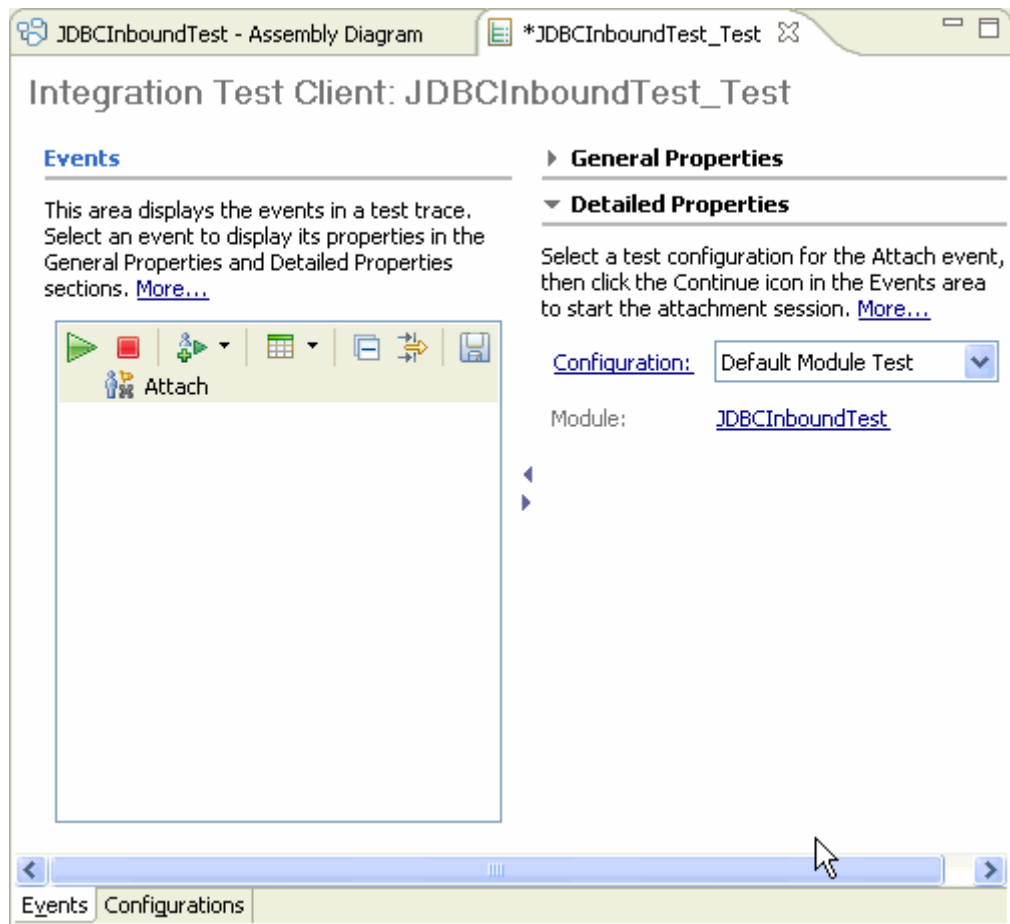 JDBCInboundTest - Assembly Diagram
*JDBCInboundTest_Test
Integration Test Client: JDBCInboundTest_Test
Events
This area displays the events in a test trace.
Select an event to display its properties in the
General Properties and Detailed Properties
sections. More...
Attach
General Properties
Detailed Properties
Select a test configuration for the Attach event,
then click the Continue icon in the Events area
to start the attachment session. More...
Configuration: Default Module Test
Module: JDBCInboundTest
Events Configurations